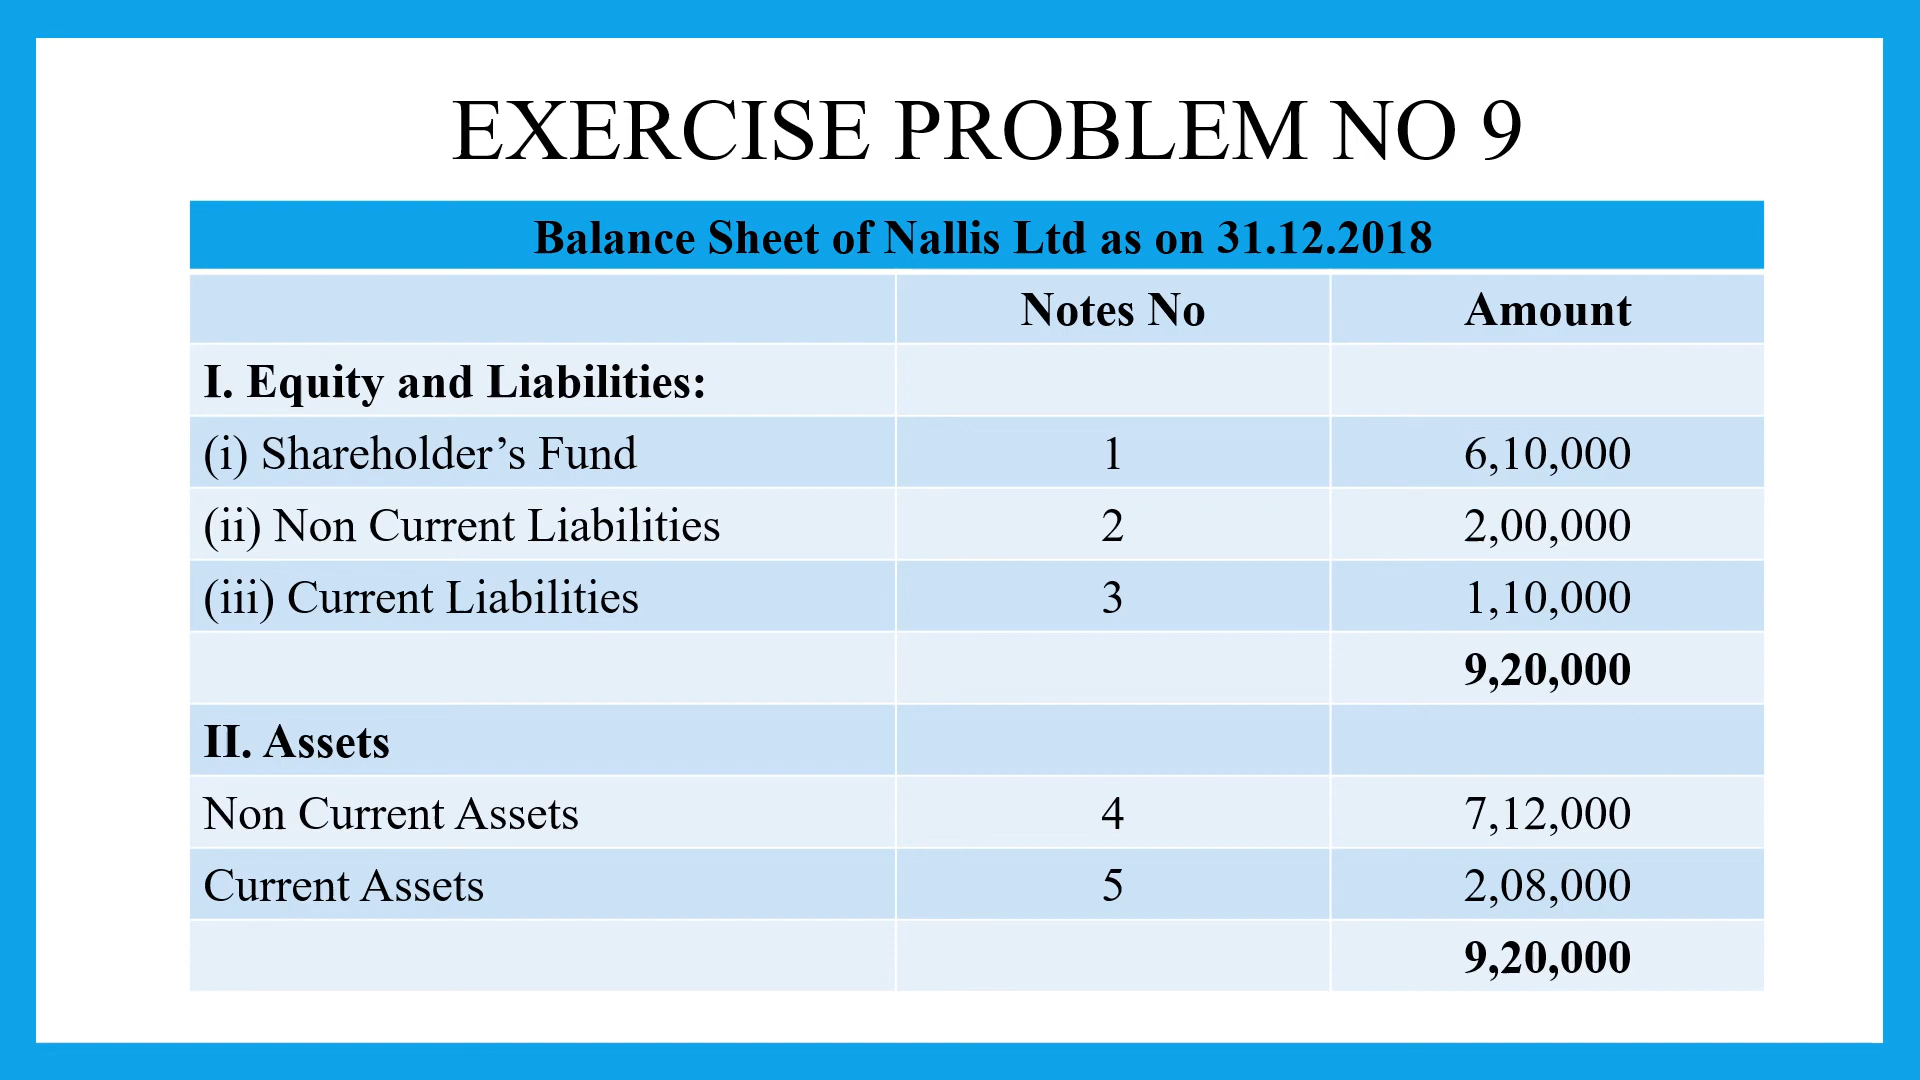 EXERCISE PROBLEM NO 9
Balance Sheet of Nallis Ltd as on 31.12.2018
Notes No Amount
I. Equity and Liabilities:
(i) Shareholder’s Fund 1 6,10,000
(ii) Non Current Liabilities 2 2,00,000
(iii) Current Liabilities 3 1,10,000
9,20,000
II. Assets
Non Current Assets 4 7,12,000
Current Assets 5 2,08,000
9,20,000